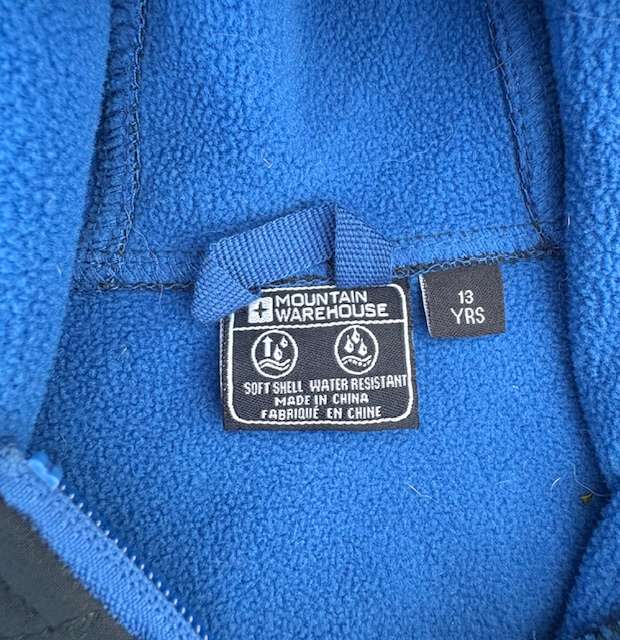 MOUNTAIN
WAREHOUSE
SOFT SHELL WATER RESISTANT
MADE IN CHINA
FABRIQUÉ EN CHINE
13
YRS